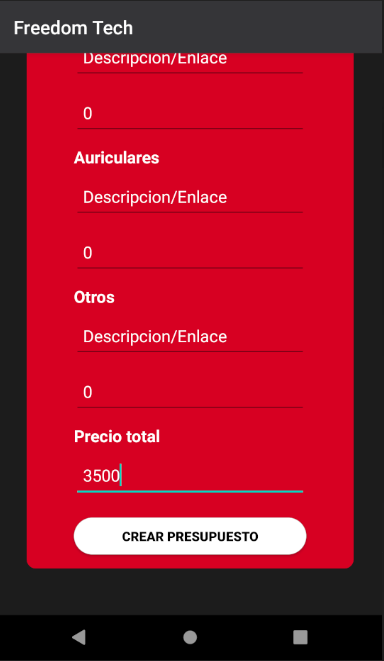 Freedom Tech
Descripcion/Enlace
0
Auriculares
Descripcion/Enlace
0
Otros
Descripcion/Enlace
0
Precio total
3500
CREAR PRESUPUESTO